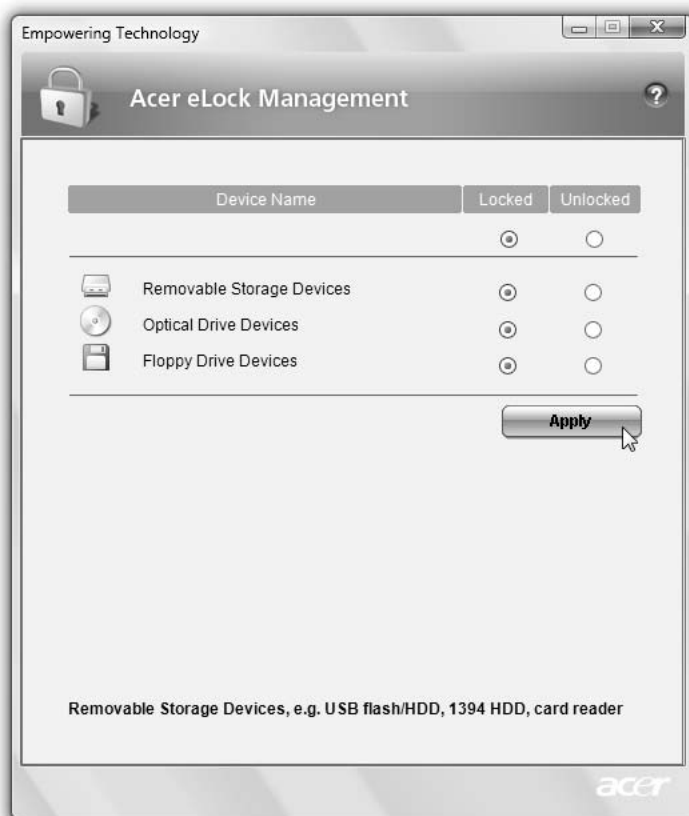 Empowering Technology
Acer eLock Management
?
Device Name Locked Unlocked
Removable Storage Devices
Optical Drive Devices
Floppy Drive Devices
Apply
Removable Storage Devices, e.g. USB flash/HDD, 1394 HDD, card reader
acer